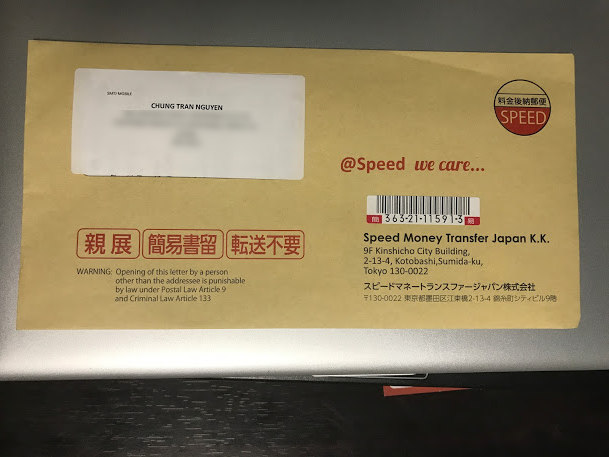 SMTJ MOBILE
CHUNG TRAN NGUYEN
料金後納郵便
SPEED
@Speed we care...
簡 363-21-11591-3 易
親展 簡易書留 転送不要
WARNING: Opening of this letter by a person
other than the addressee is punishable
by law under Postal Law Article.9
and Criminal Law Article 133
Speed Money Transfer Japan K.K.
9F Kinshicho City Building,
2-13-4, Kotobashi,Sumida-ku,
Tokyo 130-0022
スピードマネートランスファージャパン株式会社
〒130-0022 東京都墨田区江東橋2-13-4 錦糸町シティビル9階